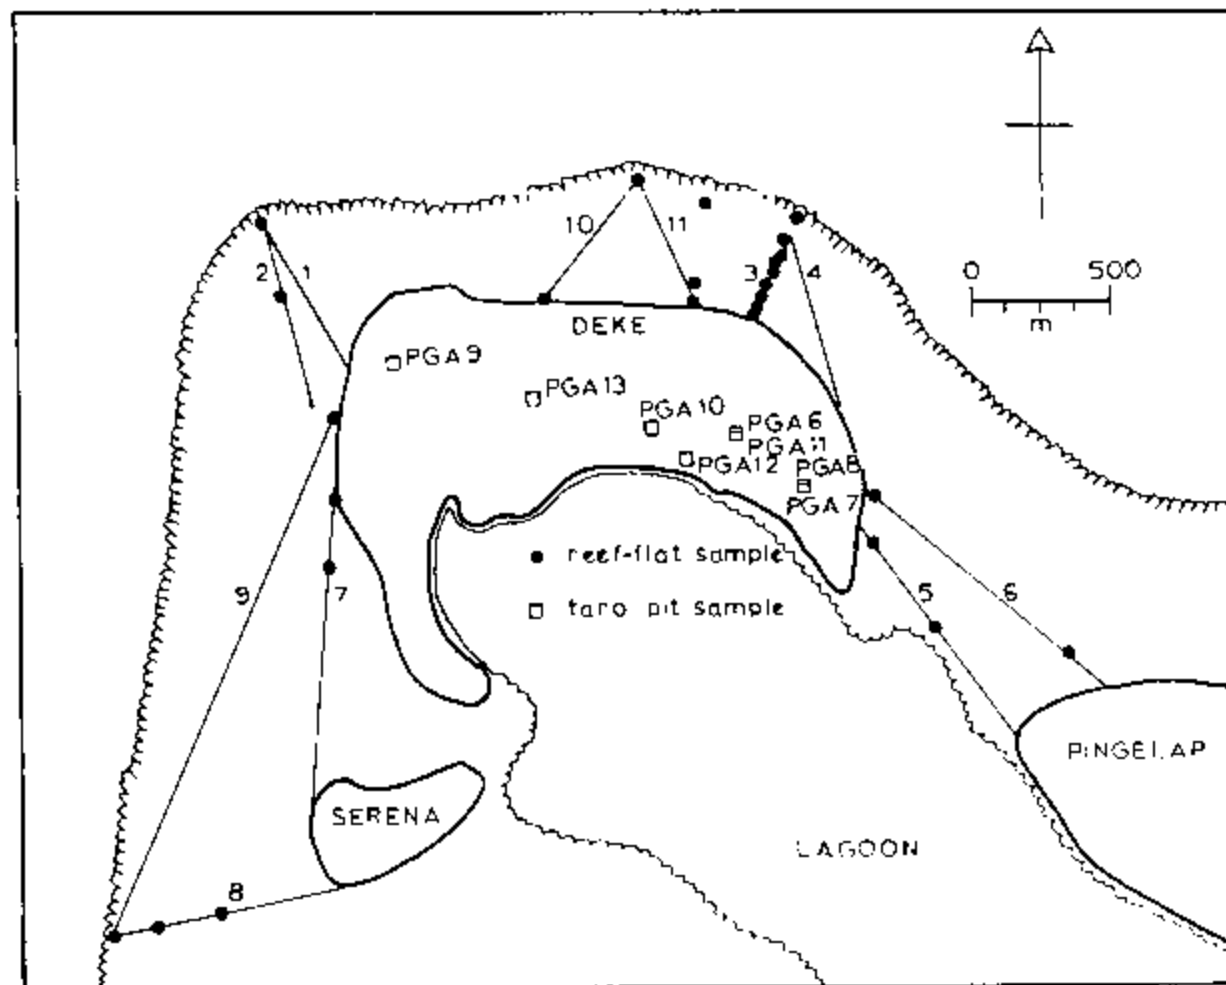 10
11
2
1
3
4
0
500
m
DEKE
PGA9
PGA13
PGA10
PGA6
PGA11
PGA12
PGA8
PGA7
reef-flat sample
9
7
5
6
taro pit sample
PINGELAP
SERENA
LAGOON
8